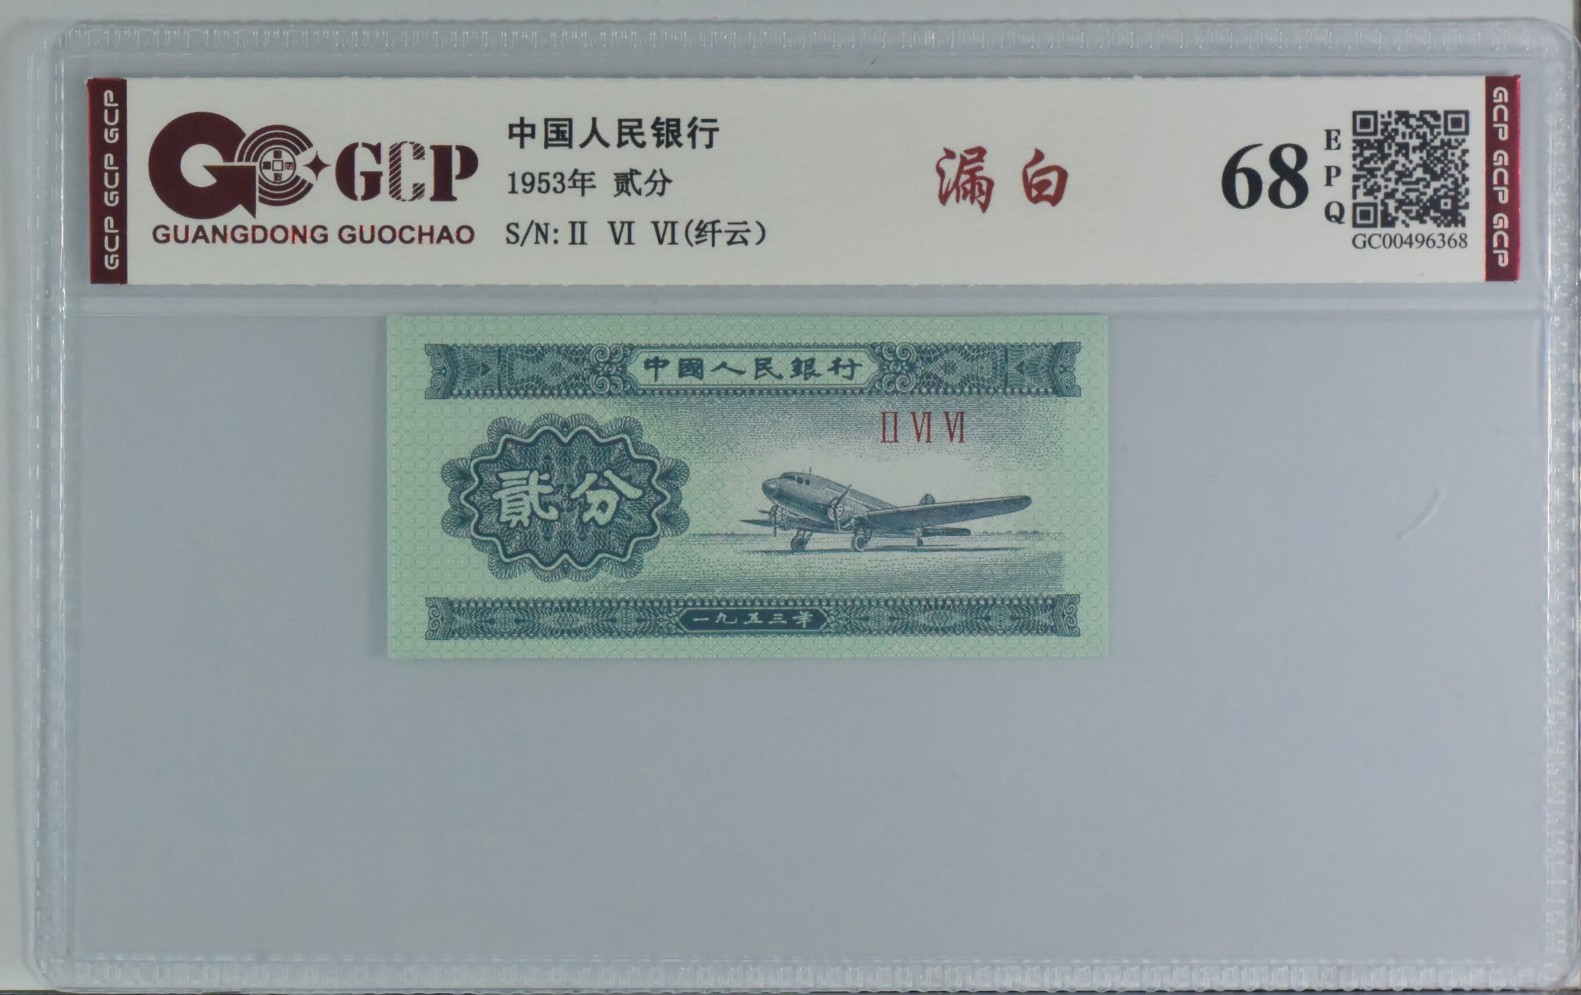 GCP GCP GCP
GCP
GUANGDONG GUOCHAO
中国人民银行
1953年 贰分
S/N: II VI VI(纤云)
漏白
68
EPQ
GC00496368
GCP GCP GCP
中國人民銀行
II VI VI
貳分
一九五三年